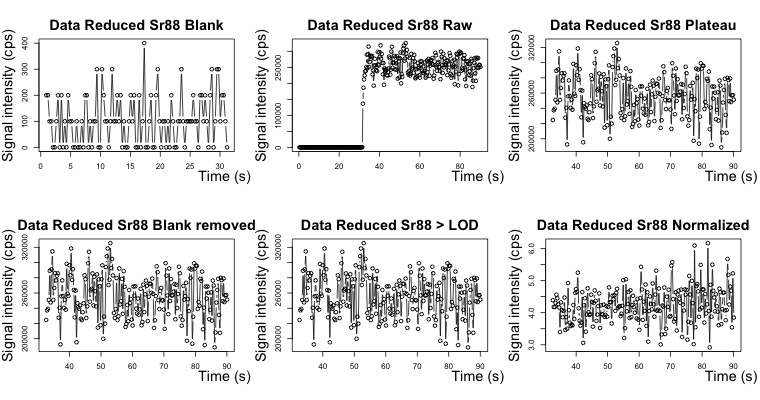 Data Reduced Sr88 Blank
Signal intensity (cps)
0 100 200 300 400
0 5 10 15 20 25 30
Time (s)
Data Reduced Sr88 Raw
Signal intensity (cps)
0 100000 250000
0 20 40 60 80
Time (s)
Data Reduced Sr88 Plateau
Signal intensity (cps)
200000 260000 320000
40 50 60 70 80 90
Time (s)
Data Reduced Sr88 Blank removed
Signal intensity (cps)
200000 260000 320000
40 50 60 70 80 90
Time (s)
Data Reduced Sr88 > LOD
Signal intensity (cps)
200000 260000 320000
40 50 60 70 80 90
Time (s)
Data Reduced Sr88 Normalized
Signal intensity (cps)
3.0 4.0 5.0 6.0
40 50 60 70 80 90
Time (s)